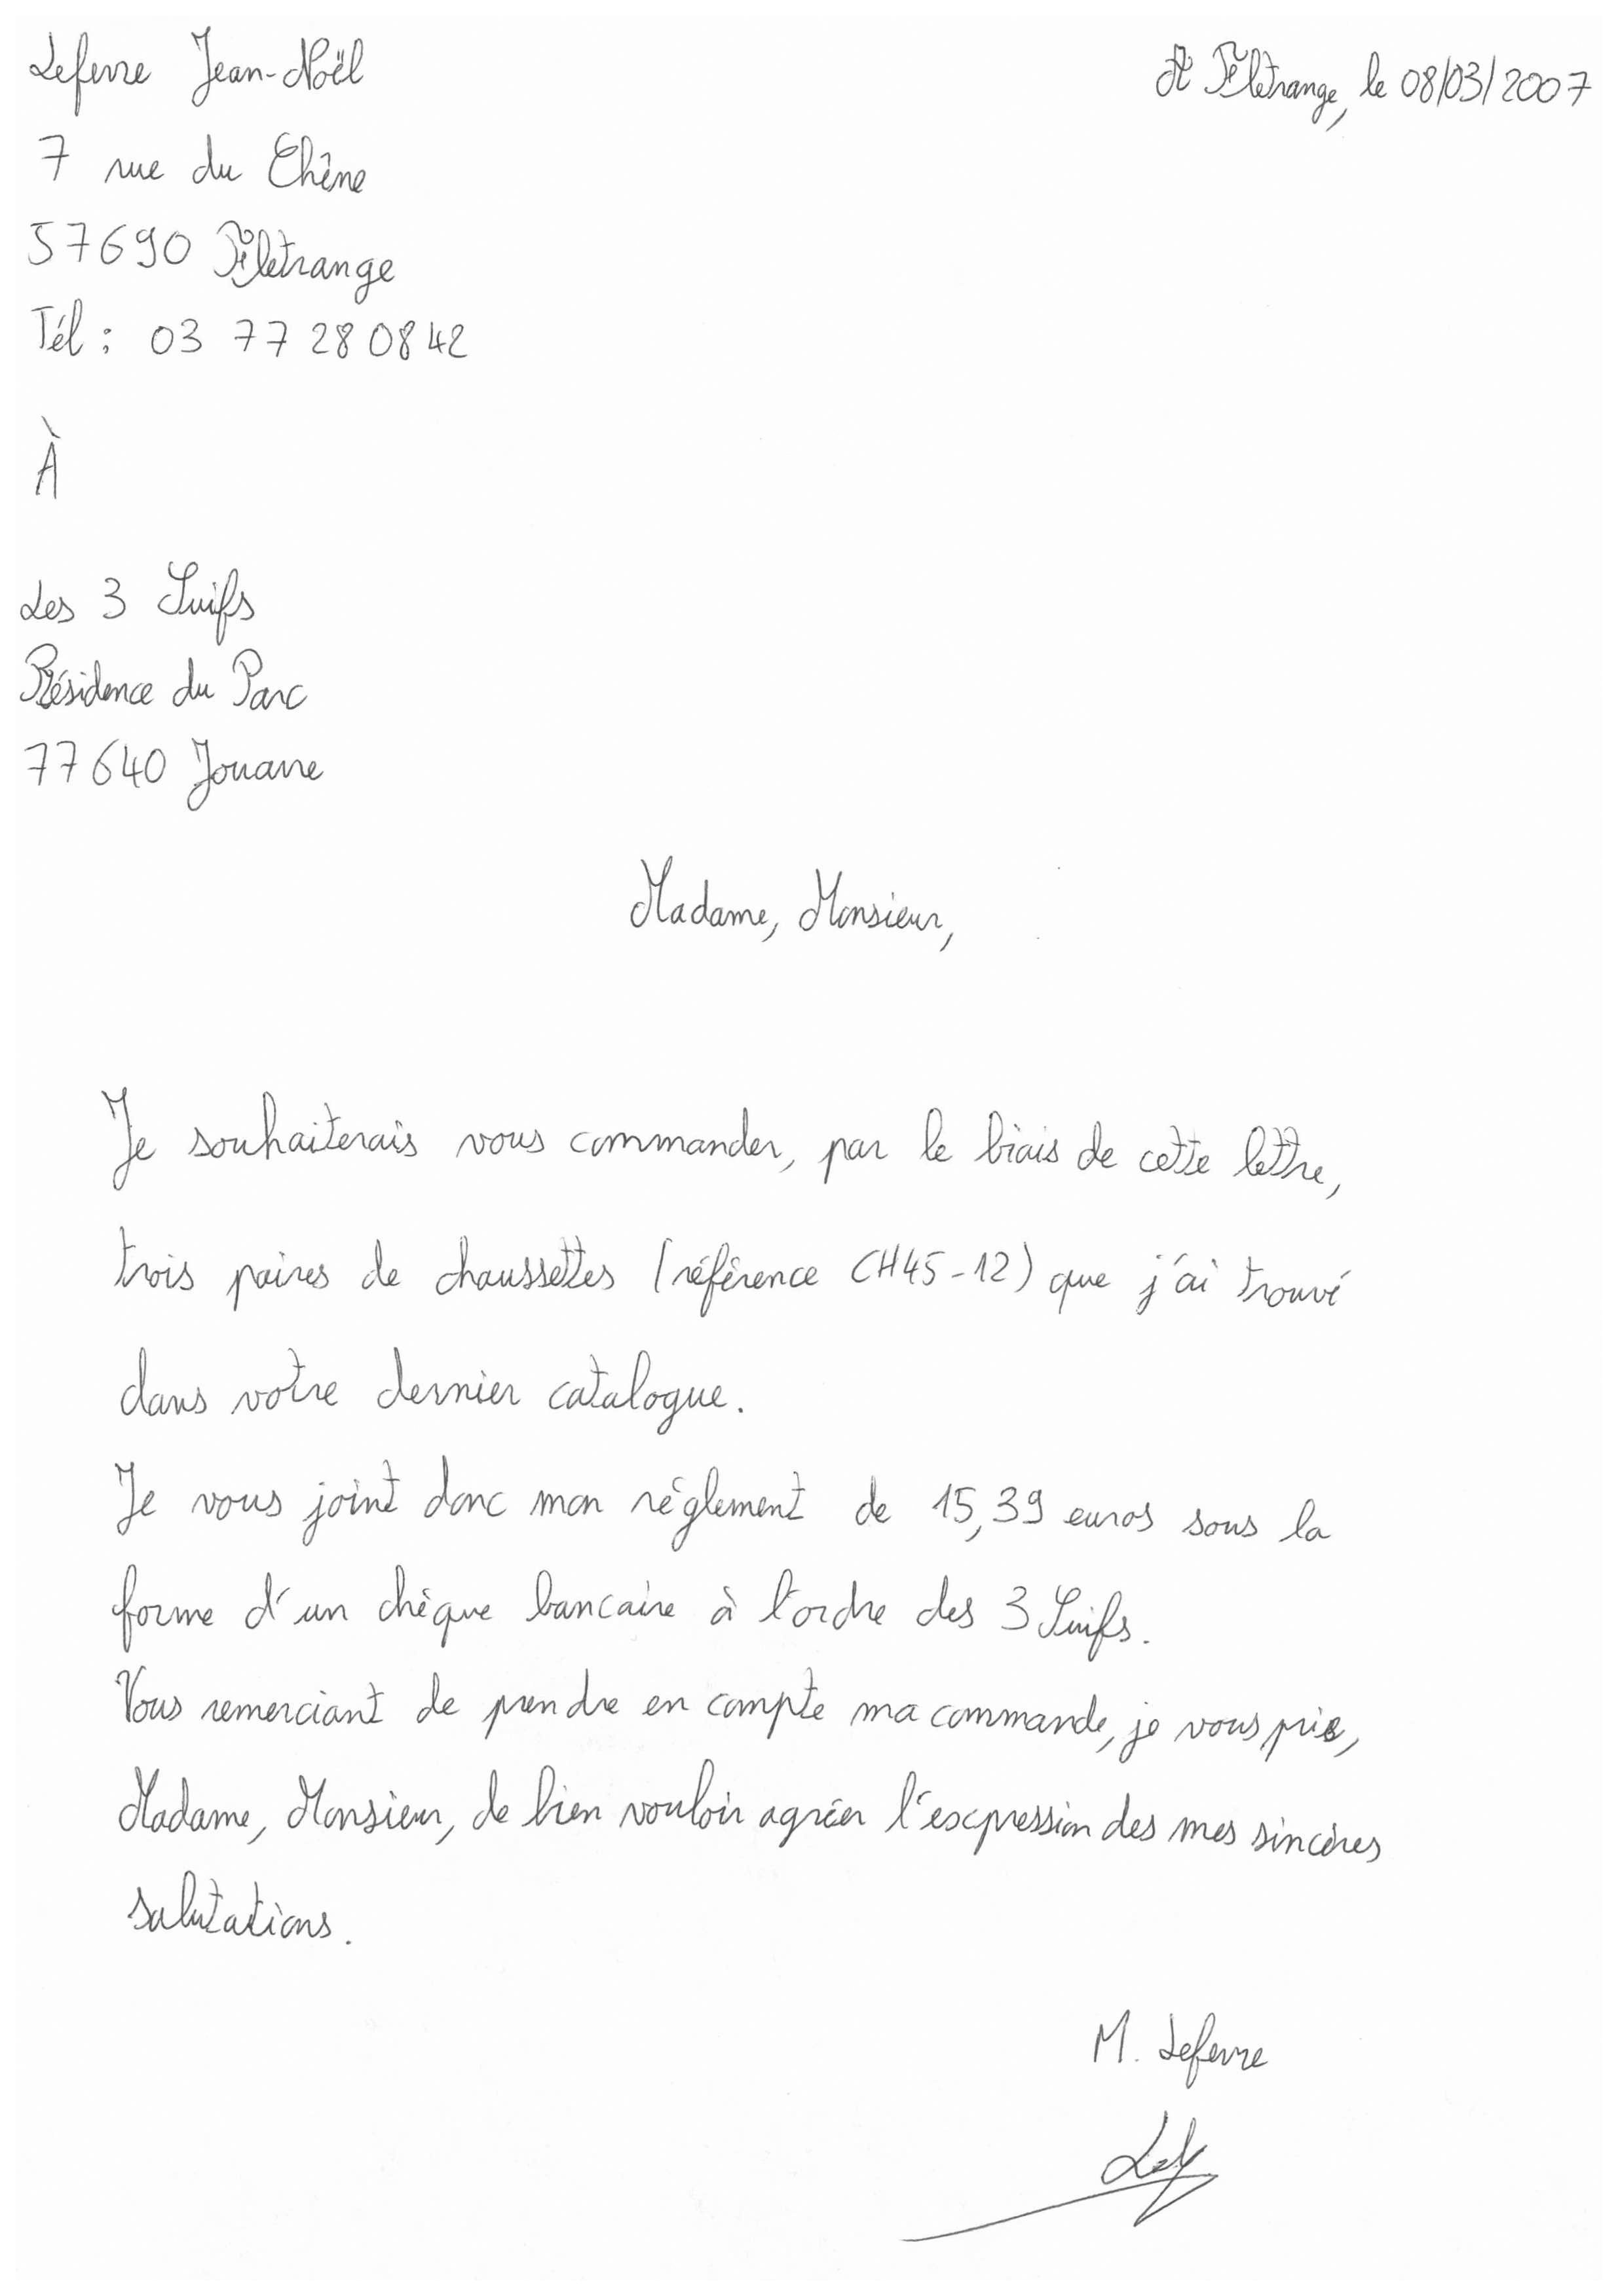 Lefevre Jean-Noël
À Filetrange, le 08/03/2007
7 rue du Chêne
57690 Filetrange
Tél : 03 77 28 08 42
À
Les 3 Suifs
Résidence du Parc
77640 Jouarre
Madame, Monsieur,
Je souhaiterais vous commander, par le biais de cette lettre,
trois paires de chaussettes (référence CH45-12) que j'ai trouvé
dans votre dernier catalogue.
Je vous joint donc mon réglement de 15,39 euros sous la
forme d'un chèque bancaire à l'ordre des 3 Suifs.
Vous remerciant de prendre en compte ma commande, je vous prie,
Madame, Monsieur, de bien vouloir agréer l'expression des mes sincères
salutations.
M. Lefevre